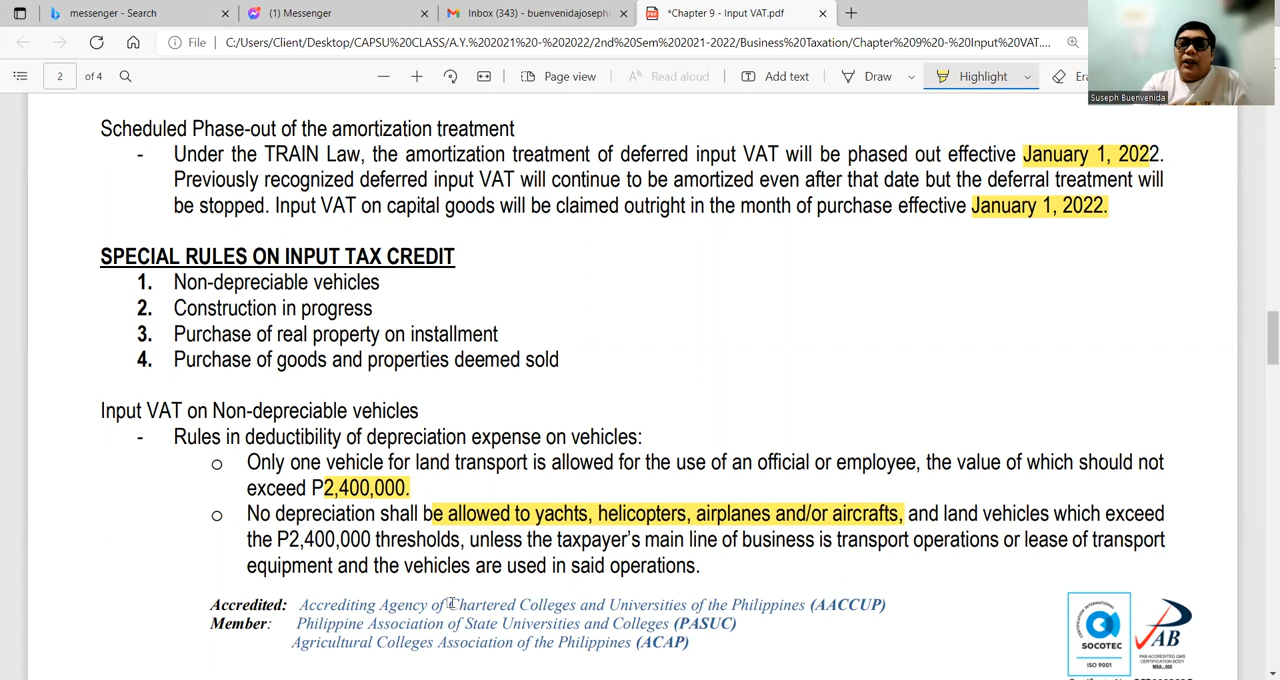 messenger - Search
(1) Messenger
Inbox (343) - buenvenidajoseph
*Chapter 9 - Input VAT.pdf
File
C:/Users/Client/Desktop/CAPSU%20CLASS/A.Y.%202021%20-%202022/2nd%20Sem%202021-2022/Business%20Taxation/Chapter%209%20-%20Input%20VAT....
2 of 4
Page view
Read aloud
Add text
Draw
Highlight
Suseph Buenvenida
Scheduled Phase-out of the amortization treatment
- Under the TRAIN Law, the amortization treatment of deferred input VAT will be phased out effective January 1, 2022.
Previously recognized deferred input VAT will continue to be amortized even after that date but the deferral treatment will
be stopped. Input VAT on capital goods will be claimed outright in the month of purchase effective January 1, 2022.
SPECIAL RULES ON INPUT TAX CREDIT
1. Non-depreciable vehicles
2. Construction in progress
3. Purchase of real property on installment
4. Purchase of goods and properties deemed sold
Input VAT on Non-depreciable vehicles
- Rules in deductibility of depreciation expense on vehicles:
o Only one vehicle for land transport is allowed for the use of an official or employee, the value of which should not
exceed P2,400,000.
o No depreciation shall be allowed to yachts, helicopters, airplanes and/or aircrafts, and land vehicles which exceed
the P2,400,000 thresholds, unless the taxpayer's main line of business is transport operations or lease of transport
equipment and the vehicles are used in said operations.
Accredited: Accrediting Agency of Chartered Colleges and Universities of the Philippines (AACCUP)
Member: Philippine Association of State Universities and Colleges (PASUC)
Agricultural Colleges Association of the Philippines (ACAP)
SOCOTEC
ISO 9001
PAB